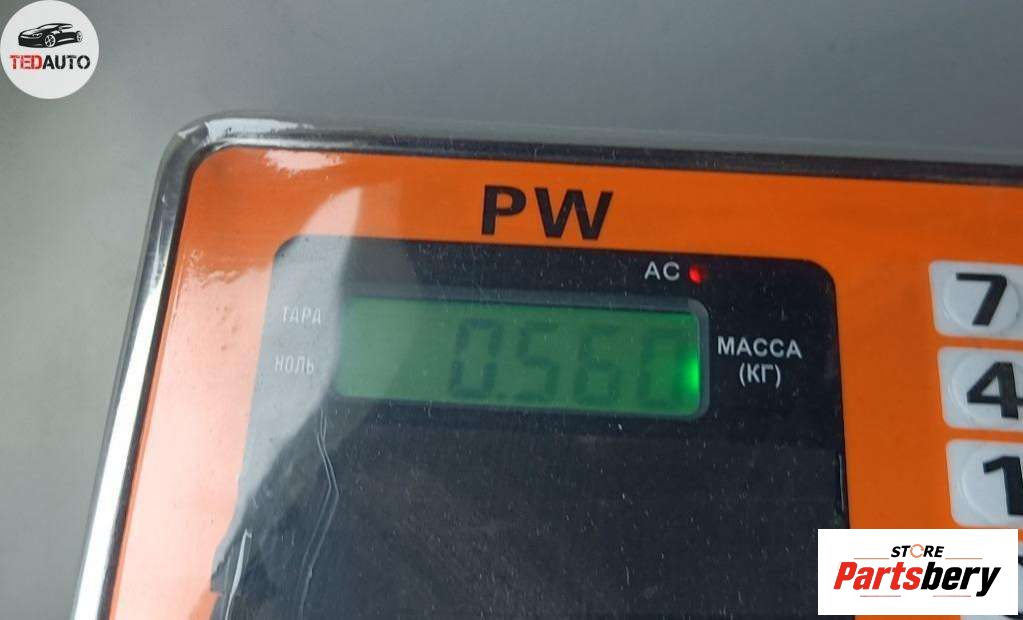 TEDAUTO
PW
AC
ТАРА
НОЛЬ
0.560
МАССА
(КГ)
7
4
1
STORE
Partsbery